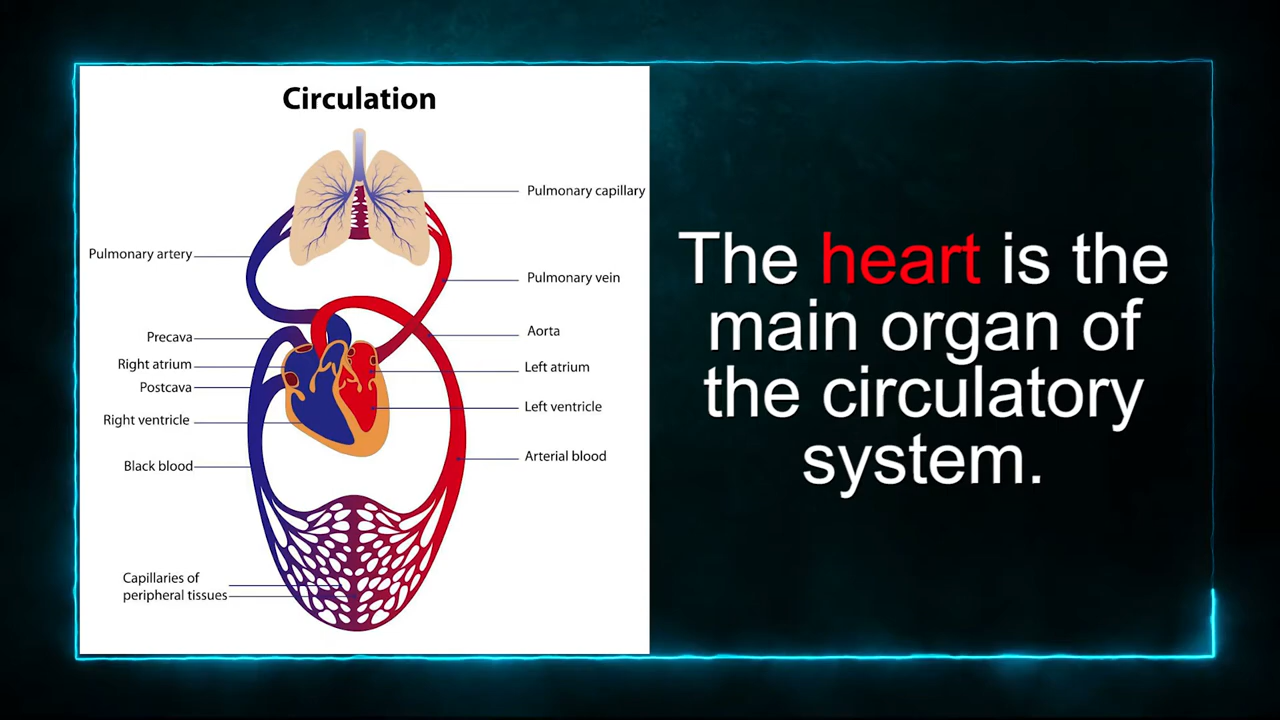 Circulation
Pulmonary capillary
Pulmonary artery
Pulmonary vein
Aorta
Precava
Right atrium
Left atrium
Postcava
Left ventricle
Right ventricle
Arterial blood
Black blood
Capillaries of
peripheral tissues
The heart is the
main organ of
the circulatory
system.